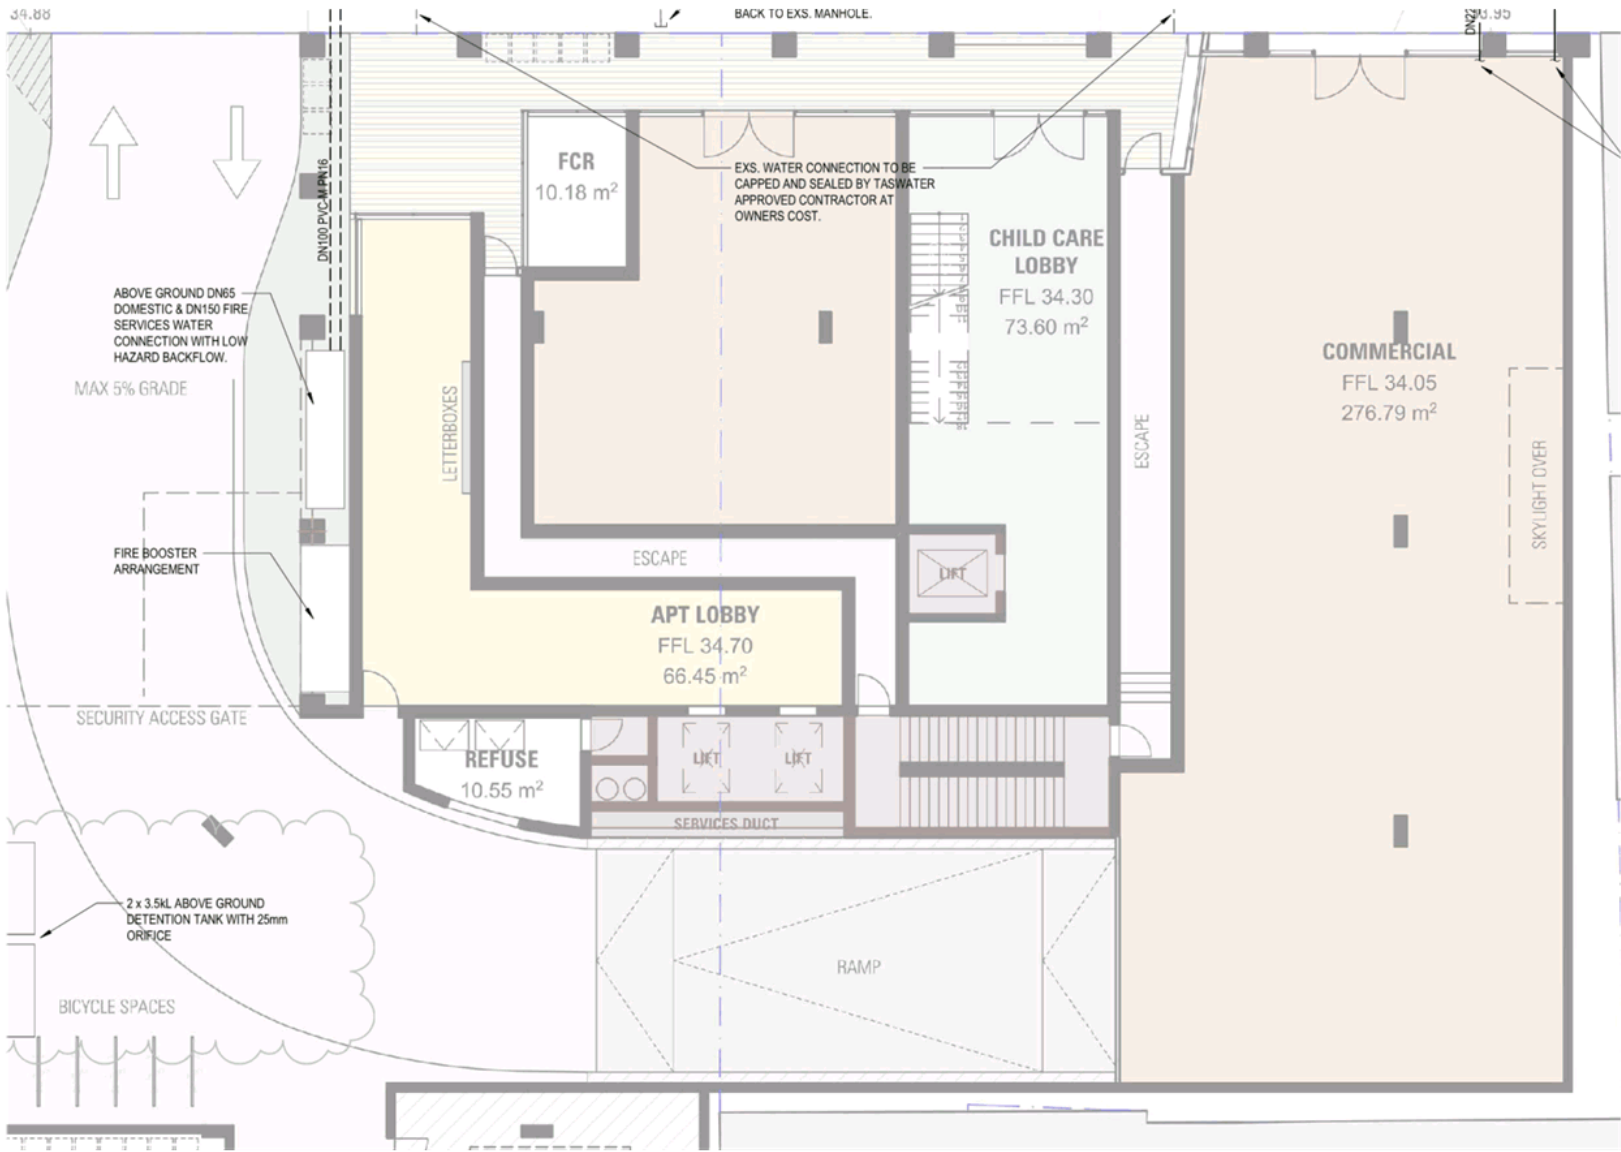 34.88
BACK TO EXS. MANHOLE.
DN100 PVC-M PN16
FCR
10.18 m²
EXS. WATER CONNECTION TO BE
CAPPED AND SEALED BY TASWATER
APPROVED CONTRACTOR AT
OWNERS COST.
CHILD CARE
LOBBY
FFL 34.30
73.60 m²
ABOVE GROUND DN65
DOMESTIC & DN150 FIRE
SERVICES WATER
CONNECTION WITH LOW
HAZARD BACKFLOW.
MAX 5% GRADE
LETTERBOXES
COMMERCIAL
FFL 34.05
276.79 m²
ESCAPE
SKYLIGHT OVER
FIRE BOOSTER
ARRANGEMENT
ESCAPE
LIFT
APT LOBBY
FFL 34.70
66.45 m²
SECURITY ACCESS GATE
REFUSE
10.55 m²
LIFT
LIFT
SERVICES DUCT
2 x 3.5kL ABOVE GROUND
DETENTION TANK WITH 25mm
ORIFICE
RAMP
BICYCLE SPACES